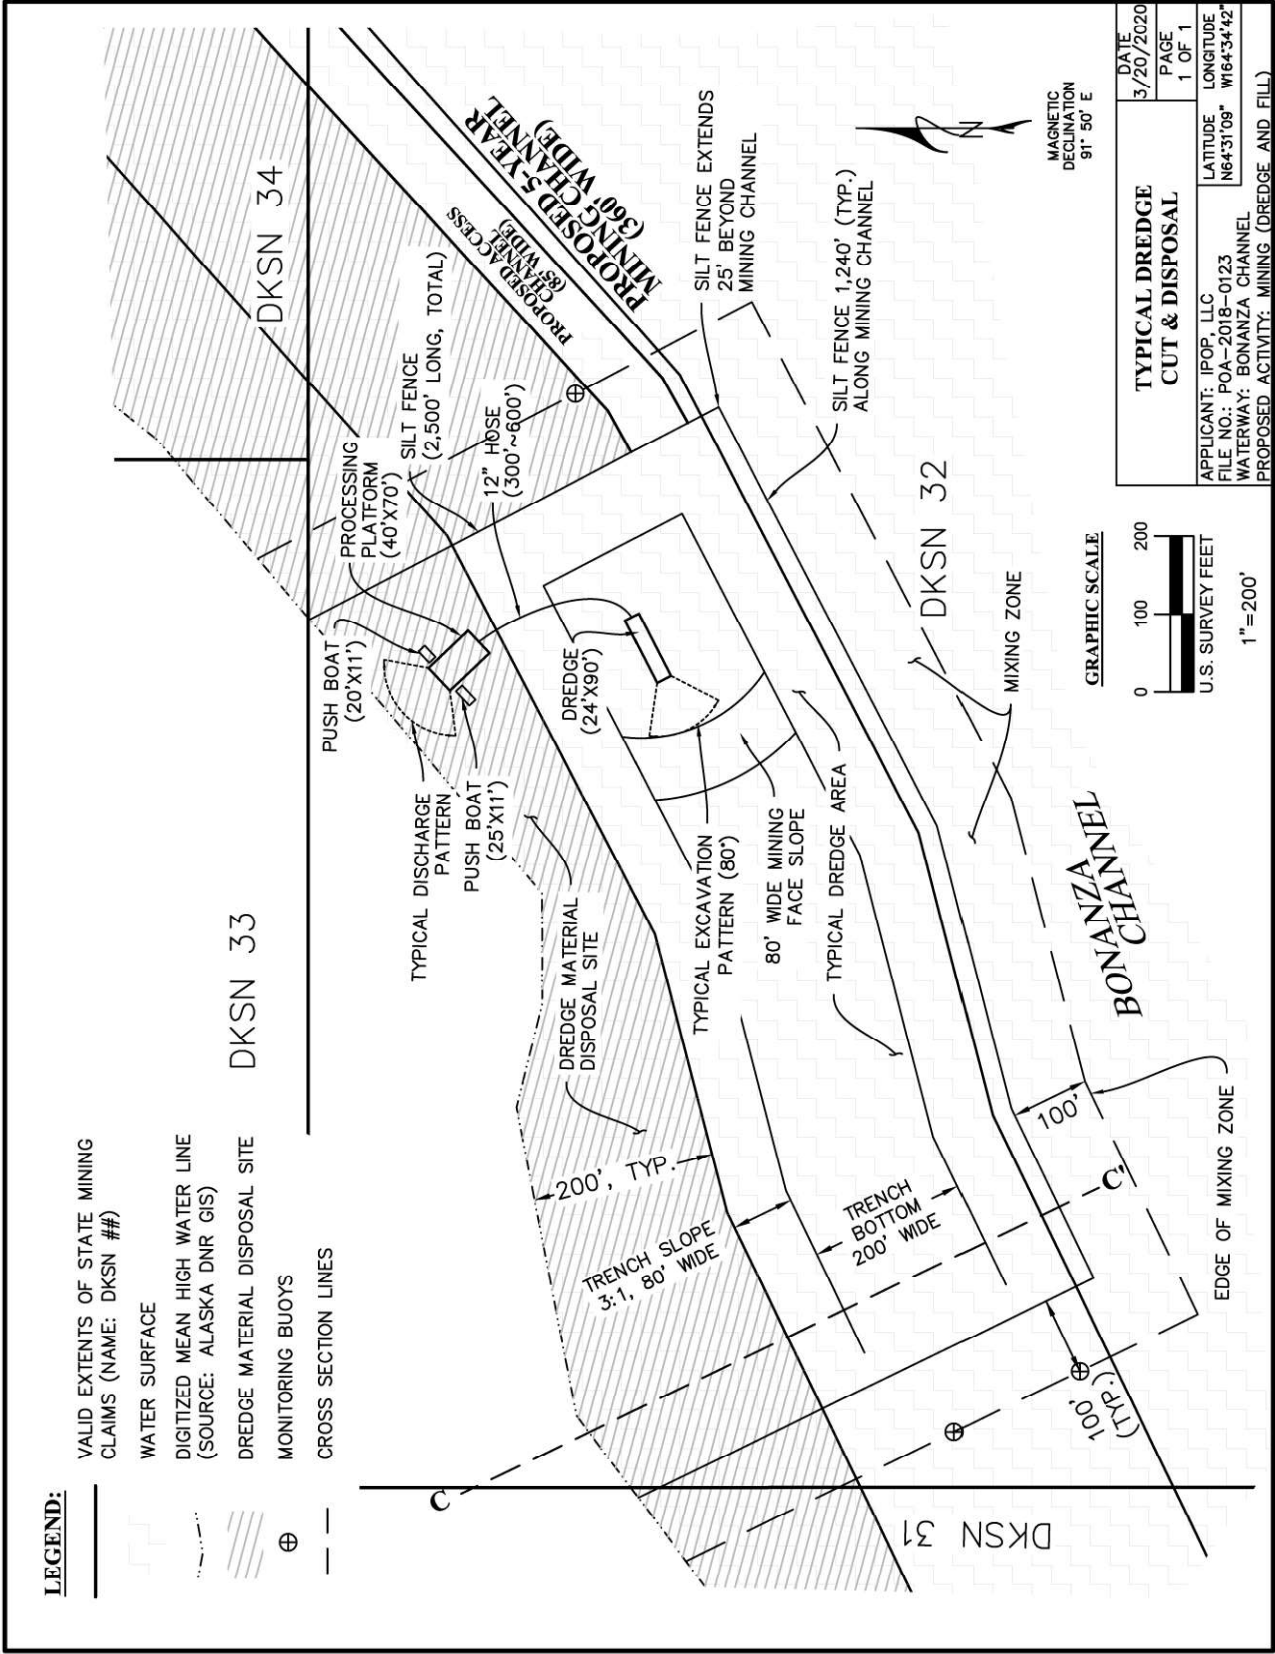 LEGEND:
VALID EXTENTS OF STATE MINING
CLAIMS (NAME: DKSN ##)
WATER SURFACE
DIGITIZED MEAN HIGH WATER LINE
(SOURCE: ALASKA DNR GIS)
DREDGE MATERIAL DISPOSAL SITE
MONITORING BUOYS
CROSS SECTION LINES
DKSN 33
DKSN 34
PUSH BOAT
(20'X11')
PROCESSING
PLATFORM
(40'X70')
SILT FENCE
(2,500' LONG, TOTAL)
12" HOSE
(300'~600')
PROPOSED ACCESS
CHANNEL
(85' WIDE)
PROPOSED 5-YEAR
MINING CHANNEL
(360' WIDE)
TYPICAL DISCHARGE
PATTERN
PUSH BOAT
(25'X11')
DREDGE
(24'X90')
DREDGE MATERIAL
DISPOSAL SITE
200', TYP.
TRENCH SLOPE
3:1, 80' WIDE
TYPICAL EXCAVATION
PATTERN (80°)
80' WIDE MINING
FACE SLOPE
TYPICAL DREDGE AREA
SILT FENCE EXTENDS
25' BEYOND
MINING CHANNEL
SILT FENCE 1,240' (TYP.)
ALONG MINING CHANNEL
TRENCH
BOTTOM
200' WIDE
C
C'
100'
100'
(TYP.)
DKSN 31
DKSN 32
MIXING ZONE
BONANZA
CHANNEL
EDGE OF MIXING ZONE
N
MAGNETIC
DECLINATION
91° 50' E
GRAPHIC SCALE
0 100 200
U.S. SURVEY FEET
1"=200'
TYPICAL DREDGE
CUT & DISPOSAL
DATE
3/20/2020
PAGE
1 OF 1
APPLICANT: IPOP, LLC
FILE NO.: POA-2018-0123
WATERWAY: BONANZA CHANNEL
PROPOSED ACTIVITY: MINING (DREDGE AND FILL)
LATITUDE
N64°31'09"
LONGITUDE
W164°34'42"